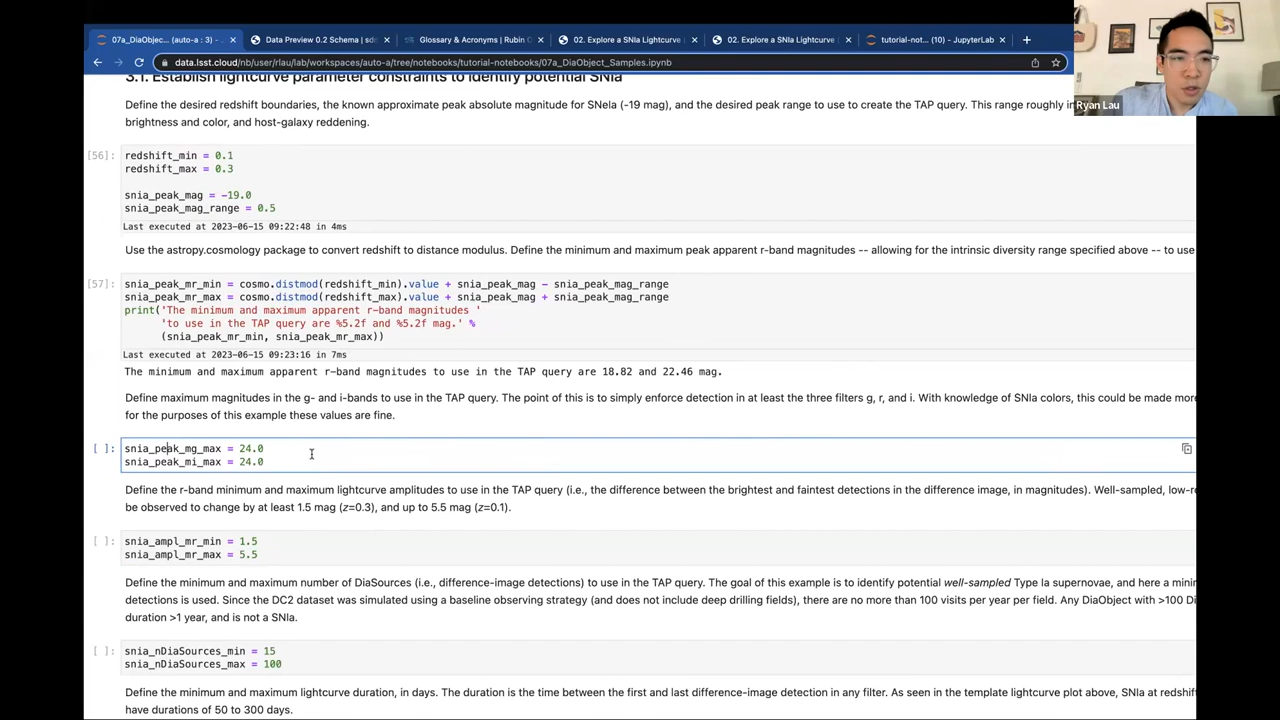 07a_DiaObjec... (auto-a : 3) -
Data Preview 0.2 Schema | sdm
Glossary & Acronyms | Rubin
02. Explore a SNIa Lightcurve
02. Explore a SNIa Lightcurve
tutorial-not... (10) - JupyterLab
data.lsst.cloud/nb/user/rlau/lab/workspaces/auto-a/tree/notebooks/tutorial-notebooks/07a_DiaObject_Samples.ipynb
Ryan Lau
3.1. Establish lightcurve parameter constraints to identify potential SNIa
Define the desired redshift boundaries, the known approximate peak absolute magnitude for SNeIa (-19 mag), and the desired peak range to use to create the TAP query. This range roughly
brightness and color, and host-galaxy reddening.
[56]:
redshift_min = 0.1
redshift_max = 0.3
snia_peak_mag = -19.0
snia_peak_mag_range = 0.5
Last executed at 2023-06-15 09:22:48 in 4ms
Use the astropy.cosmology package to convert redshift to distance modulus. Define the minimum and maximum peak apparent r-band magnitudes -- allowing for the intrinsic diversity range specified above -- to use
[57]:
snia_peak_mr_min = cosmo.distmod(redshift_min).value + snia_peak_mag - snia_peak_mag_range
snia_peak_mr_max = cosmo.distmod(redshift_max).value + snia_peak_mag + snia_peak_mag_range
print('The minimum and maximum apparent r-band magnitudes '
'to use in the TAP query are %5.2f and %5.2f mag.' %
(snia_peak_mr_min, snia_peak_mr_max))
Last executed at 2023-06-15 09:23:16 in 7ms
The minimum and maximum apparent r-band magnitudes to use in the TAP query are 18.82 and 22.46 mag.
Define maximum magnitudes in the g- and i-bands to use in the TAP query. The point of this is to simply enforce detection in at least the three filters g, r, and i. With knowledge of SNIa colors, this could be made
for the purposes of this example these values are fine.
[ ]:
snia_peak_mg_max = 24.0
snia_peak_mi_max = 24.0
Define the r-band minimum and maximum lightcurve amplitudes to use in the TAP query (i.e., the difference between the brightest and faintest detections in the difference image, in magnitudes). Well-sampled,
be observed to change by at least 1.5 mag (z=0.3), and up to 5.5 mag (z=0.1).
[ ]:
snia_ampl_mr_min = 1.5
snia_ampl_mr_max = 5.5
Define the minimum and maximum number of DiaSources (i.e., difference-image detections) to use in the TAP query. The goal of this example is to identify potential well-sampled Type Ia supernovae, and here a
detections is used. Since the DC2 dataset was simulated using a baseline observing strategy (and does not include deep drilling fields), there are no more than 100 visits per year per field. Any DiaObject with >100
duration >1 year, and is not a SNIa.
[ ]:
snia_nDiaSources_min = 15
snia_nDiaSources_max = 100
Define the minimum and maximum lightcurve duration, in days. The duration is the time between the first and last difference-image detection in any filter. As seen in the template lightcurve plot above, SNIa at
have durations of 50 to 300 days.